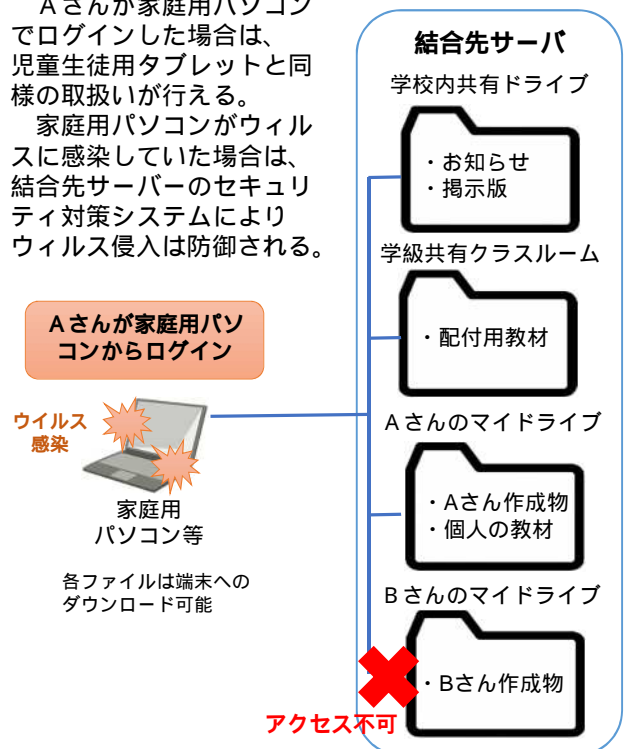 Aさんが家庭用パソコン
でログインした場合は、
児童生徒用タブレットと同
様の取扱いが行える。
家庭用パソコンがウィル
スに感染していた場合は、
結合先サーバーのセキュリ
ティ対策システムにより
ウィルス侵入は防御される。
Aさんが家庭用パソ
コンからログイン
ウイルス
感染
家庭用
パソコン等
各ファイルは端末への
ダウンロード可能
結合先サーバ
学校内共有ドライブ
・お知らせ
・掲示版
学級共有クラスルーム
・配付用教材
Aさんのマイドライブ
・Aさん作成物
・個人の教材
Bさんのマイドライブ
・Bさん作成物
アクセス不可